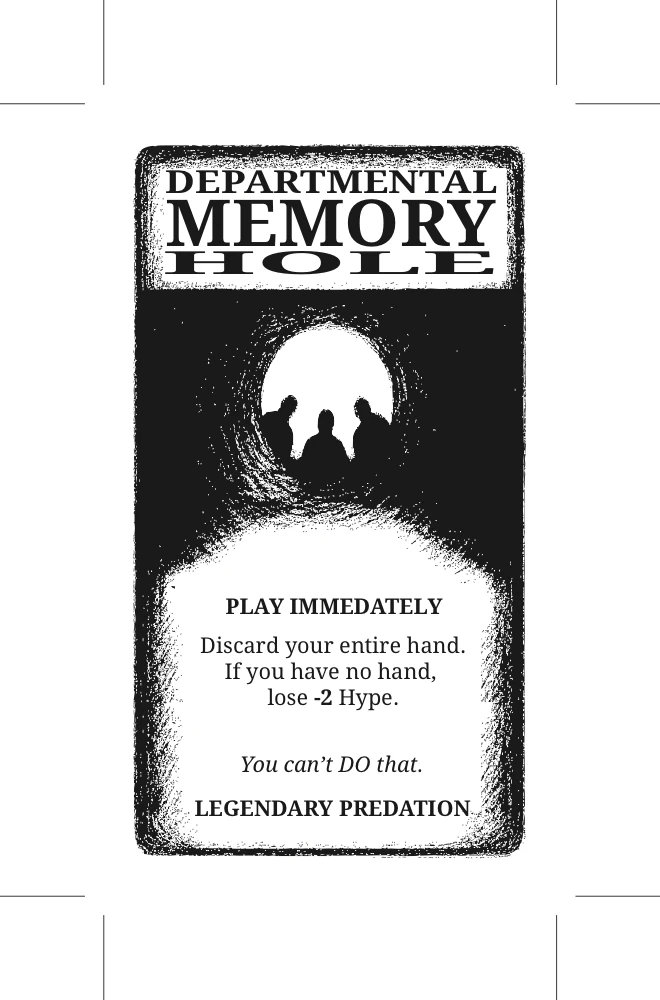 DEPARTMENTAL
MEMORY
HOLE
PLAY IMMEDATELY
Discard your entire hand.
If you have no hand,
lose -2 Hype.
You can’t DO that.
LEGENDARY PREDATION